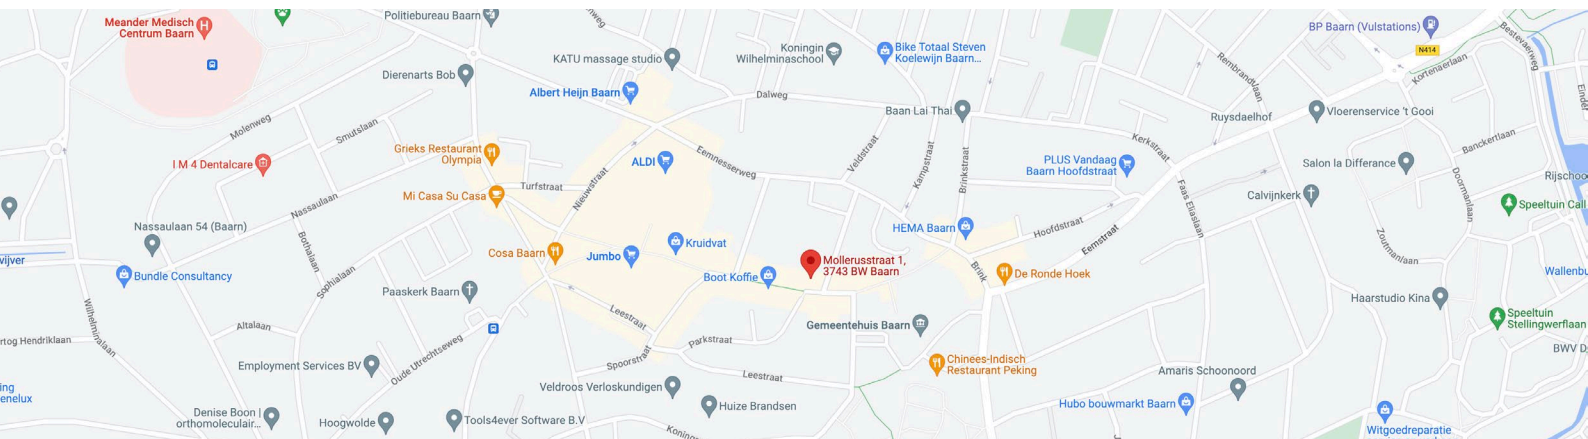 Meander Medisch
Centrum Baarn
Politiebureau Baarn
Dierenarts Bob
KATU massage studio
Koningin
Wilhelminaschool
Bike Totaal Steven
Koelewijn Baarn...
BP Baarn (Vulstations)
N414
Bestevaerweg
Kortenaerlaan
Rembrandtlaan
Albert Heijn Baarn
Dalweg
Baan Lai Thai
Ruysdaelhof
Vloerenservice 't Gooi
Molenweg
Smutslaan
I M 4 Dentalcare
Grieks Restaurant
Olympia
ALDI
Eemnesserweg
Veldstraat
Kampstraat
Brinkstraat
Kerkstraat
PLUS Vandaag
Baarn Hoofdstraat
Salon la Differance
Banckertlaan
Mi Casa Su Casa
Turfstraat
Nieuwstraat
Nassaulaan
Faas Eliaslaan
Calvijnkerk
Doormanlaan
Rijschoo
Speeltuin Call
Nassaulaan 54 (Baarn)
Bothalaan
HEMA Baarn
Hoofdstraat
Eemstraat
Zoutmanlaan
Kruidvat
vijver
Bundle Consultancy
Sophialaan
Cosa Baarn
Jumbo
Boot Koffie
Mollerusstraat 1,
3743 BW Baarn
Brink
De Ronde Hoek
Wallenbu
Paaskerk Baarn
Haarstudio Kina
Wilhelminalaan
Altalaan
Leestraat
Gemeentehuis Baarn
Speeltuin
Stellingwerflaan
rtog Hendriklaan
Oude Utrechtseweg
Parkstraat
Spoorstraat
BWV D
Employment Services BV
Leestraat
Chinees-Indisch
Restaurant Peking
Amaris Schoonoord
ing
enelux
Veldroos Verloskundigen
Huize Brandsen
Hubo bouwmarkt Baarn
Denise Boon |
orthomoleculair...
Hoogwolde
Tools4ever Software B.V
Koning
Witgoedreparatie